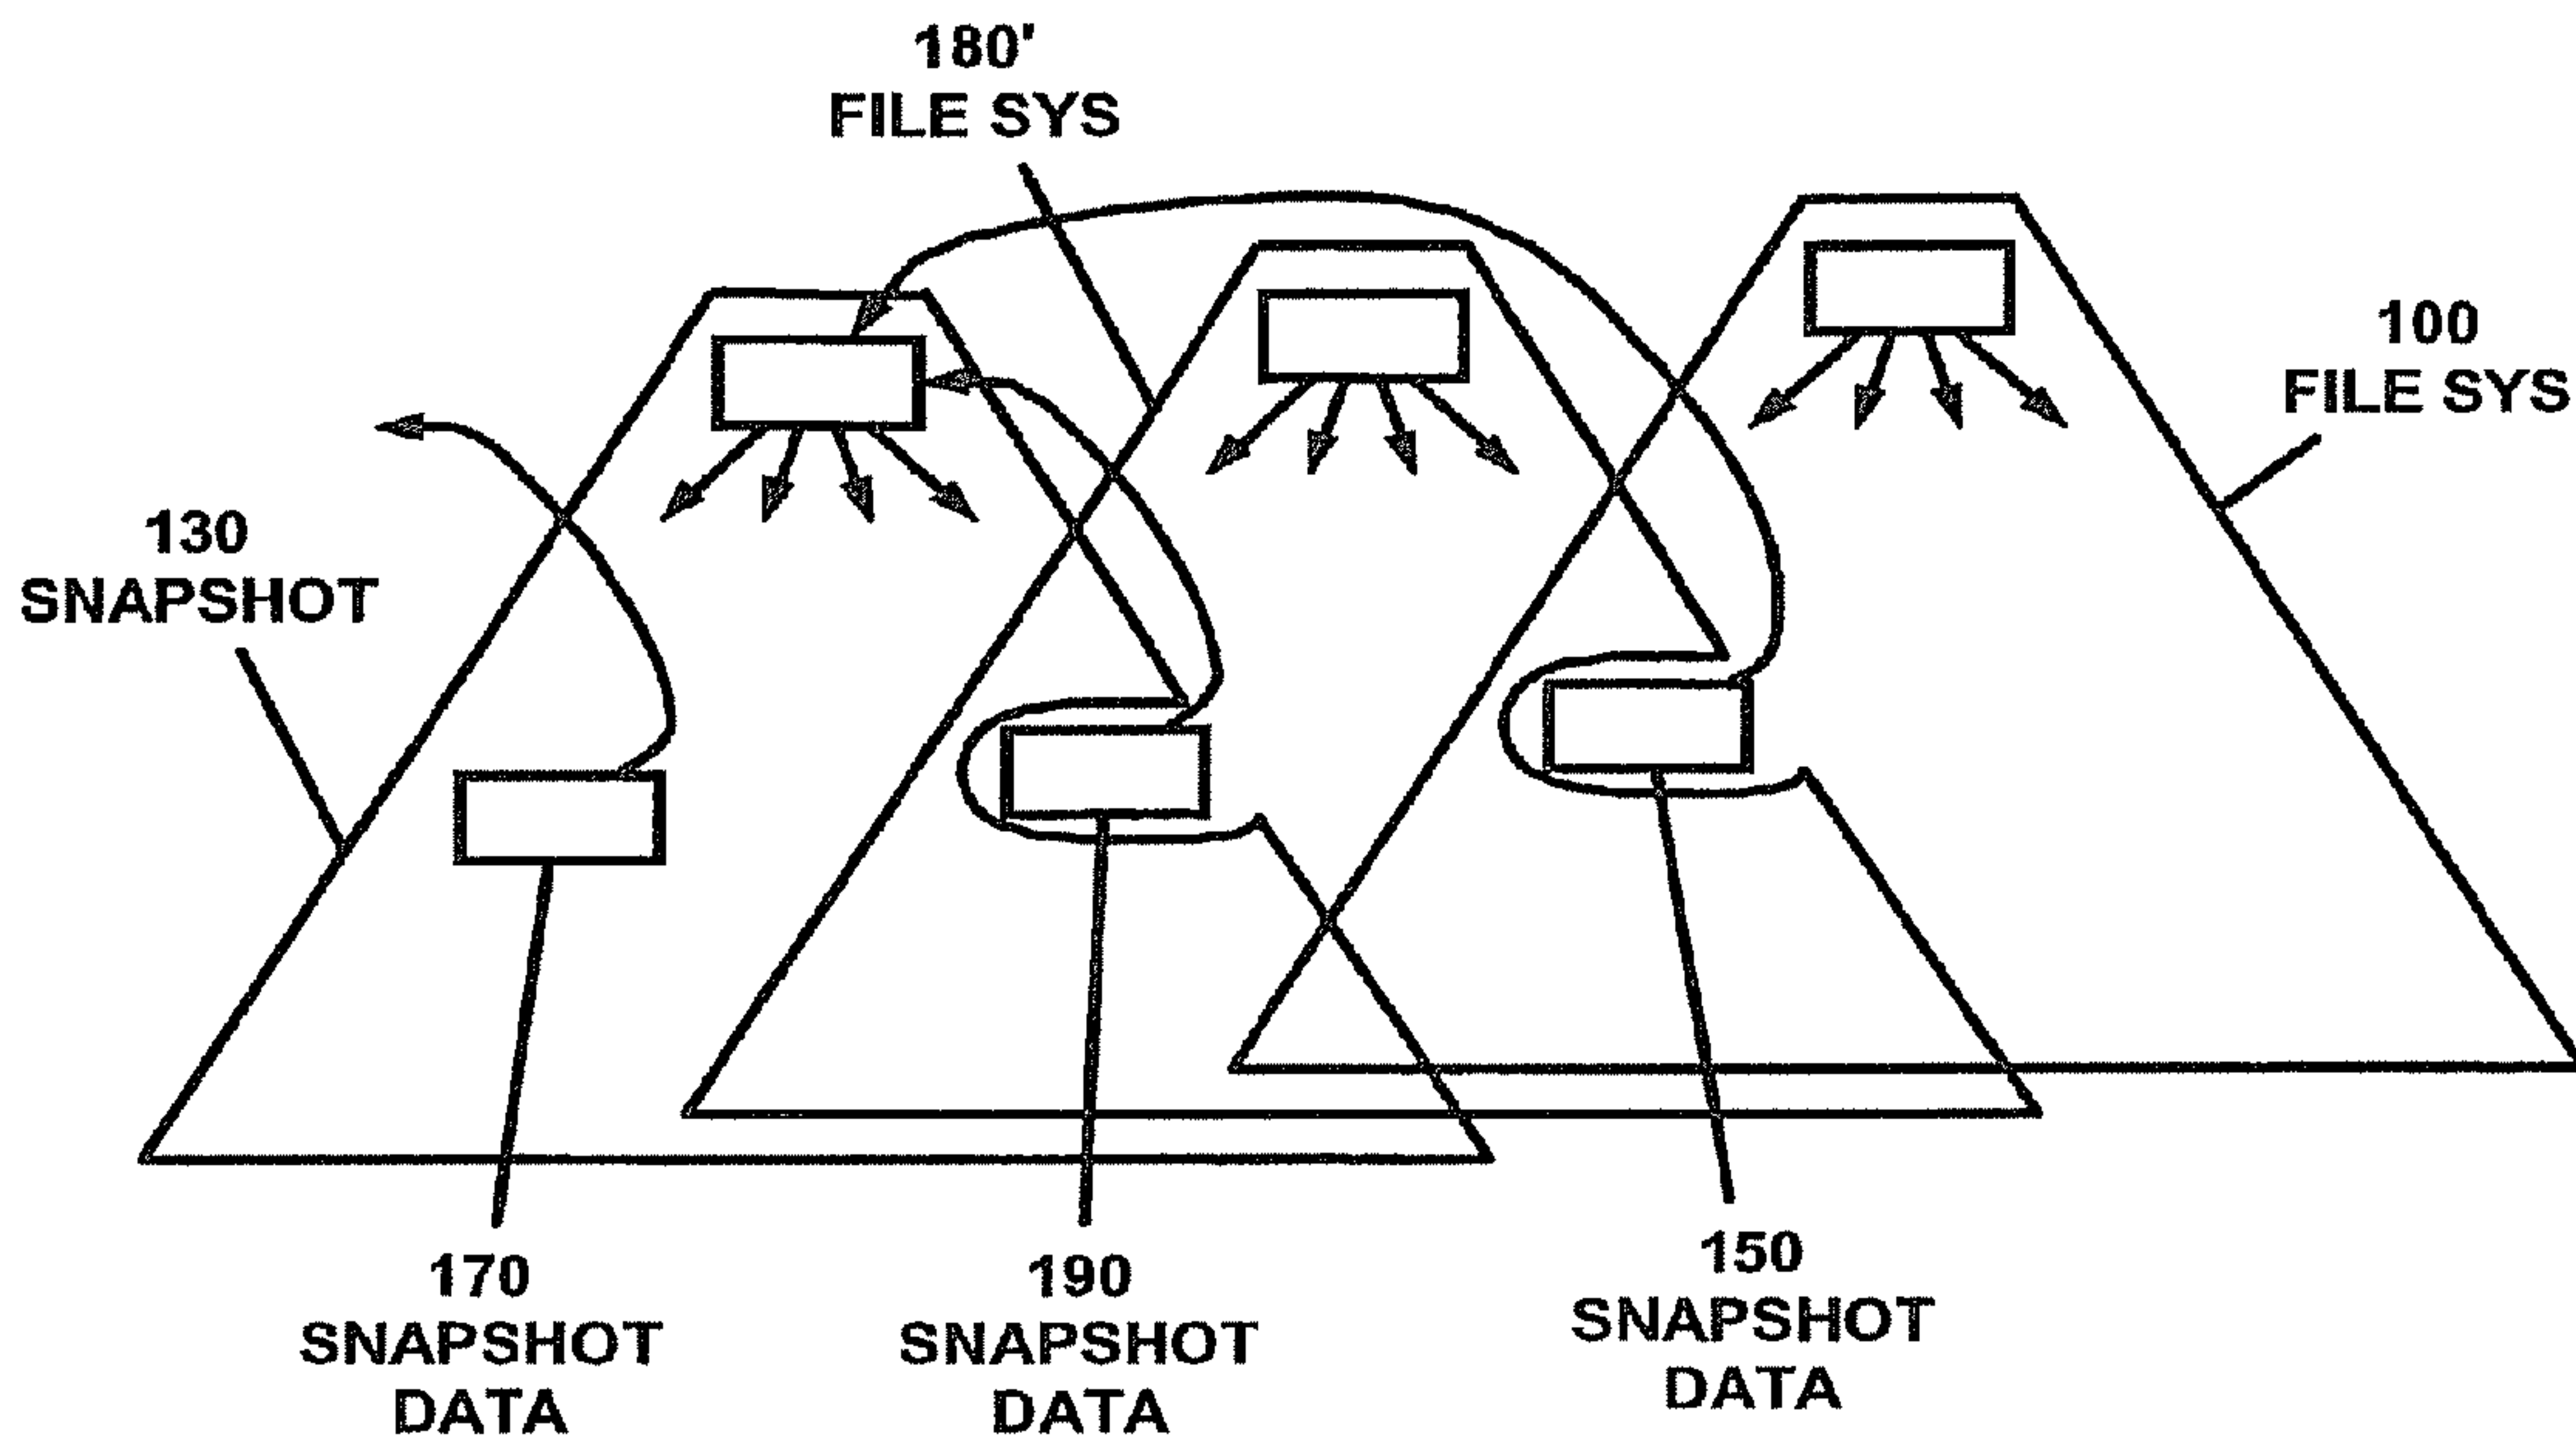 180'
FILE SYS
100
FILE SYS
130
SNAPSHOT
170
SNAPSHOT
DATA
190
SNAPSHOT
DATA
150
SNAPSHOT
DATA